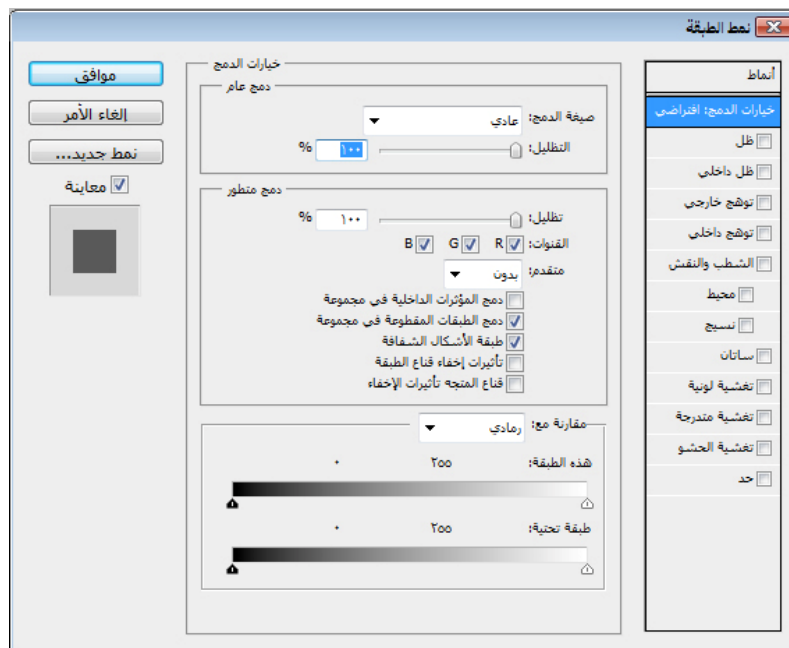 نمط الطبقة
أنماط
خيارات الدمج: افتراضي
ظل
ظل داخلي
توهج خارجي
توهج داخلي
الشطب والنقش
محيط
نسيج
ساتان
تغشية لونية
تغشية متدرجة
تغشية الحشو
حد
خيارات الدمج
دمج عام
صيغة الدمج: عادي
التظليل: ١٠٠ %
دمج متطور
تظليل: ١٠٠ %
القنوات: R G B
متقدم: بدون
دمج المؤثرات الداخلية في مجموعة
دمج الطبقات المقطوعة في مجموعة
طبقة الأشكال الشفافة
تأثيرات إخفاء قناع الطبقة
قناع المتجه تأثيرات الإخفاء
مقارنة مع: رمادي
هذه الطبقة: ٢٥٥ ٠
طبقة تحتية: ٢٥٥ ٠
موافق
إلغاء الأمر
نمط جديد...
معاينة